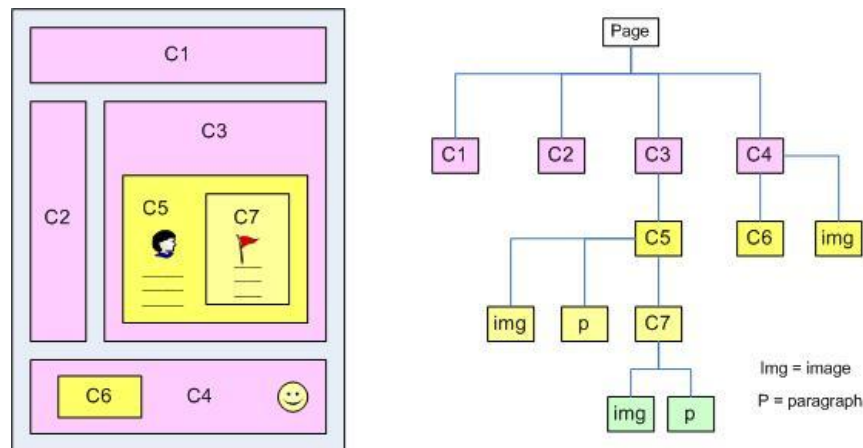 C1
C2
C3
C5
C7
C6
C4
Page
C1
C2
C3
C4
C5
C6
img
img
p
C7
img
p
Img = image
P = paragraph